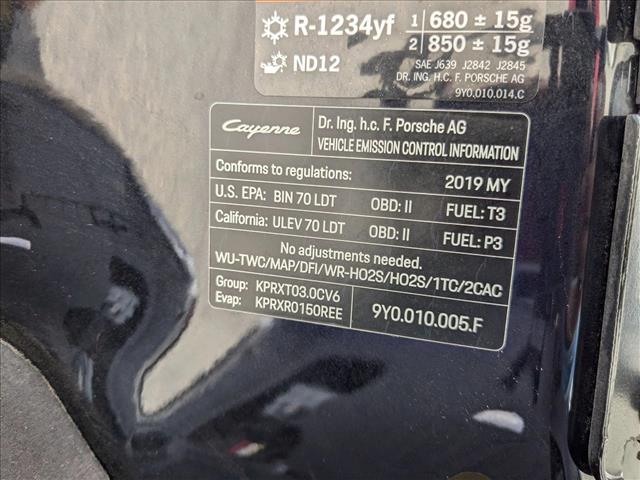 R-1234yf 1 680 ± 15g
2 850 ± 15g
ND12 SAE J639 J2842 J2845
DR. ING. H.C. F. PORSCHE AG
9Y0.010.014.C
Cayenne Dr. Ing. h.c. F. Porsche AG
VEHICLE EMISSION CONTROL INFORMATION
Conforms to regulations: 2019 MY
U.S. EPA: BIN 70 LDT OBD: II FUEL: T3
California: ULEV 70 LDT OBD: II FUEL: P3
No adjustments needed.
WU-TWC/MAP/DFI/WR-HO2S/HO2S/1TC/2CAC
Group: KPRXT03.0CV6
Evap: KPRXR0150REE 9Y0.010.005.F